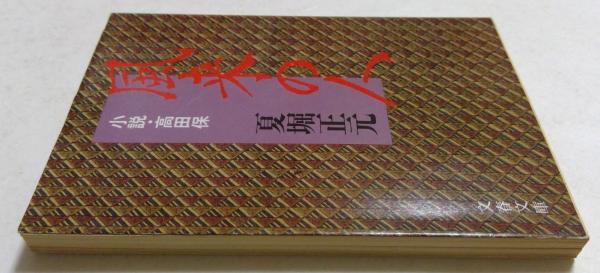 風来の人
小説・高田保
夏堀正元
文春文庫